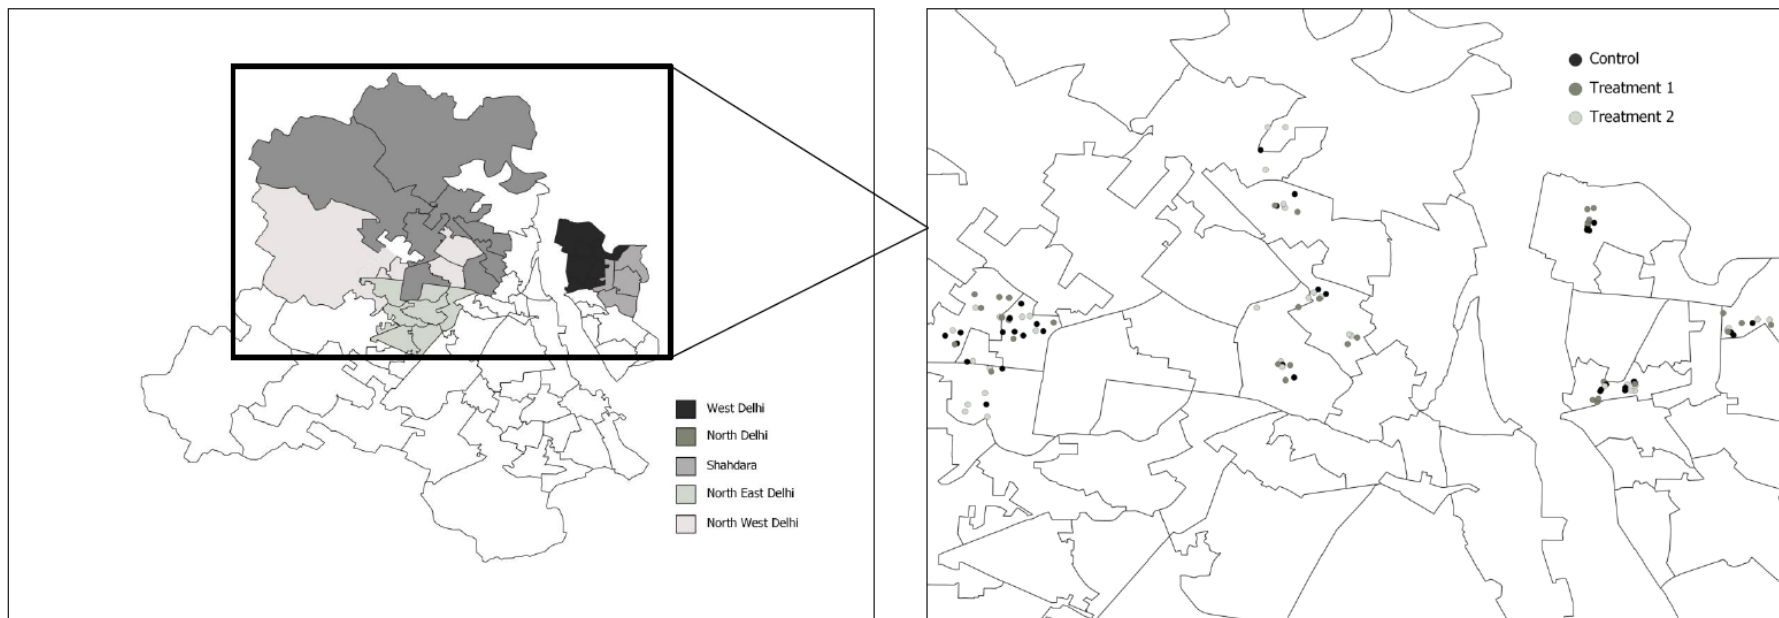 West Delhi
North Delhi
Shahdara
North East Delhi
North West Delhi
Control
Treatment 1
Treatment 2